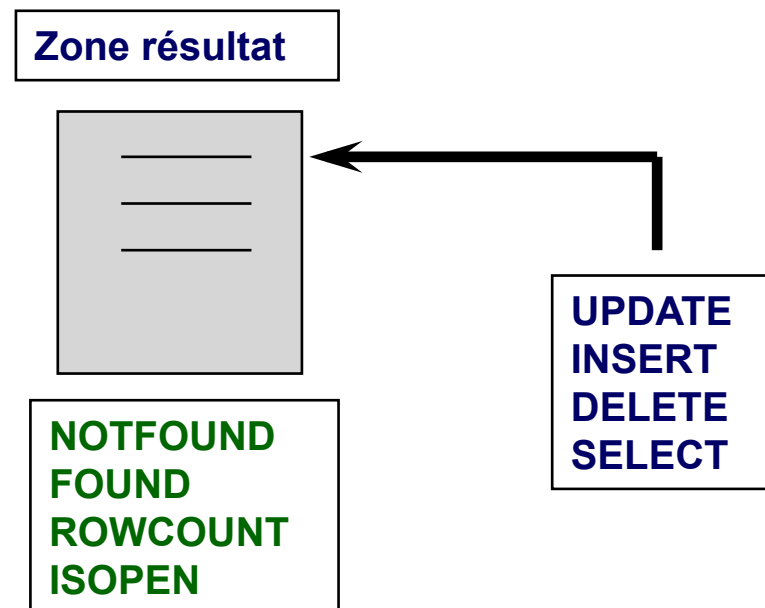 Zone résultat
UPDATE
INSERT
DELETE
SELECT
NOTFOUND
FOUND
ROWCOUNT
ISOPEN